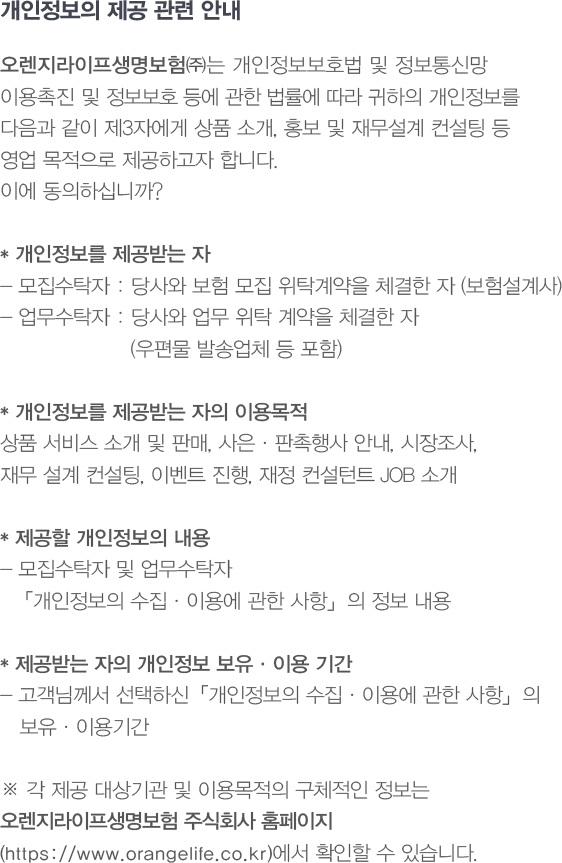 개인정보의 제공 관련 안내
오렌지라이프생명보험㈜는 개인정보보호법 및 정보통신망
이용촉진 및 정보보호 등에 관한 법률에 따라 귀하의 개인정보를
다음과 같이 제3자에게 상품 소개, 홍보 및 재무설계 컨설팅 등
영업 목적으로 제공하고자 합니다.
이에 동의하십니까?
* 개인정보를 제공받는 자
- 모집수탁자 : 당사와 보험 모집 위탁계약을 체결한 자 (보험설계사)
- 업무수탁자 : 당사와 업무 위탁 계약을 체결한 자
(우편물 발송업체 등 포함)
* 개인정보를 제공받는 자의 이용목적
상품 서비스 소개 및 판매, 사은 · 판촉행사 안내, 시장조사,
재무 설계 컨설팅, 이벤트 진행, 재정 컨설턴트 JOB 소개
* 제공할 개인정보의 내용
- 모집수탁자 및 업무수탁자
「개인정보의 수집 · 이용에 관한 사항」의 정보 내용
* 제공받는 자의 개인정보 보유 · 이용 기간
- 고객님께서 선택하신「개인정보의 수집 · 이용에 관한 사항」의
보유 · 이용기간
※ 각 제공 대상기관 및 이용목적의 구체적인 정보는
오렌지라이프생명보험 주식회사 홈페이지
(https://www.orangelife.co.kr)에서 확인할 수 있습니다.